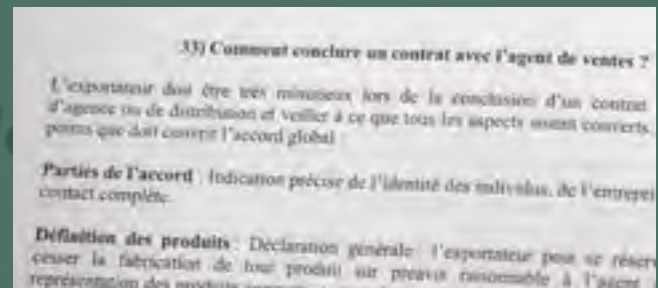 33) Comment conclure un contrat avec l'agent de ventes ?
L'exportateur doit être très minutieux lors de la conclusion d'un contrat
d'agence ou de distribution et veiller à ce que tous les aspects soient couverts.
points que doit couvrir l'accord global :
Parties de l'accord : Indication précise de l'identité des individus, de l'entrepri
contact complète.
Définition des produits : Déclaration générale : l'exportateur peut se réserv
cesser la fabrication de tout produit sur préavis raisonnable à l'agent
représentation des produits